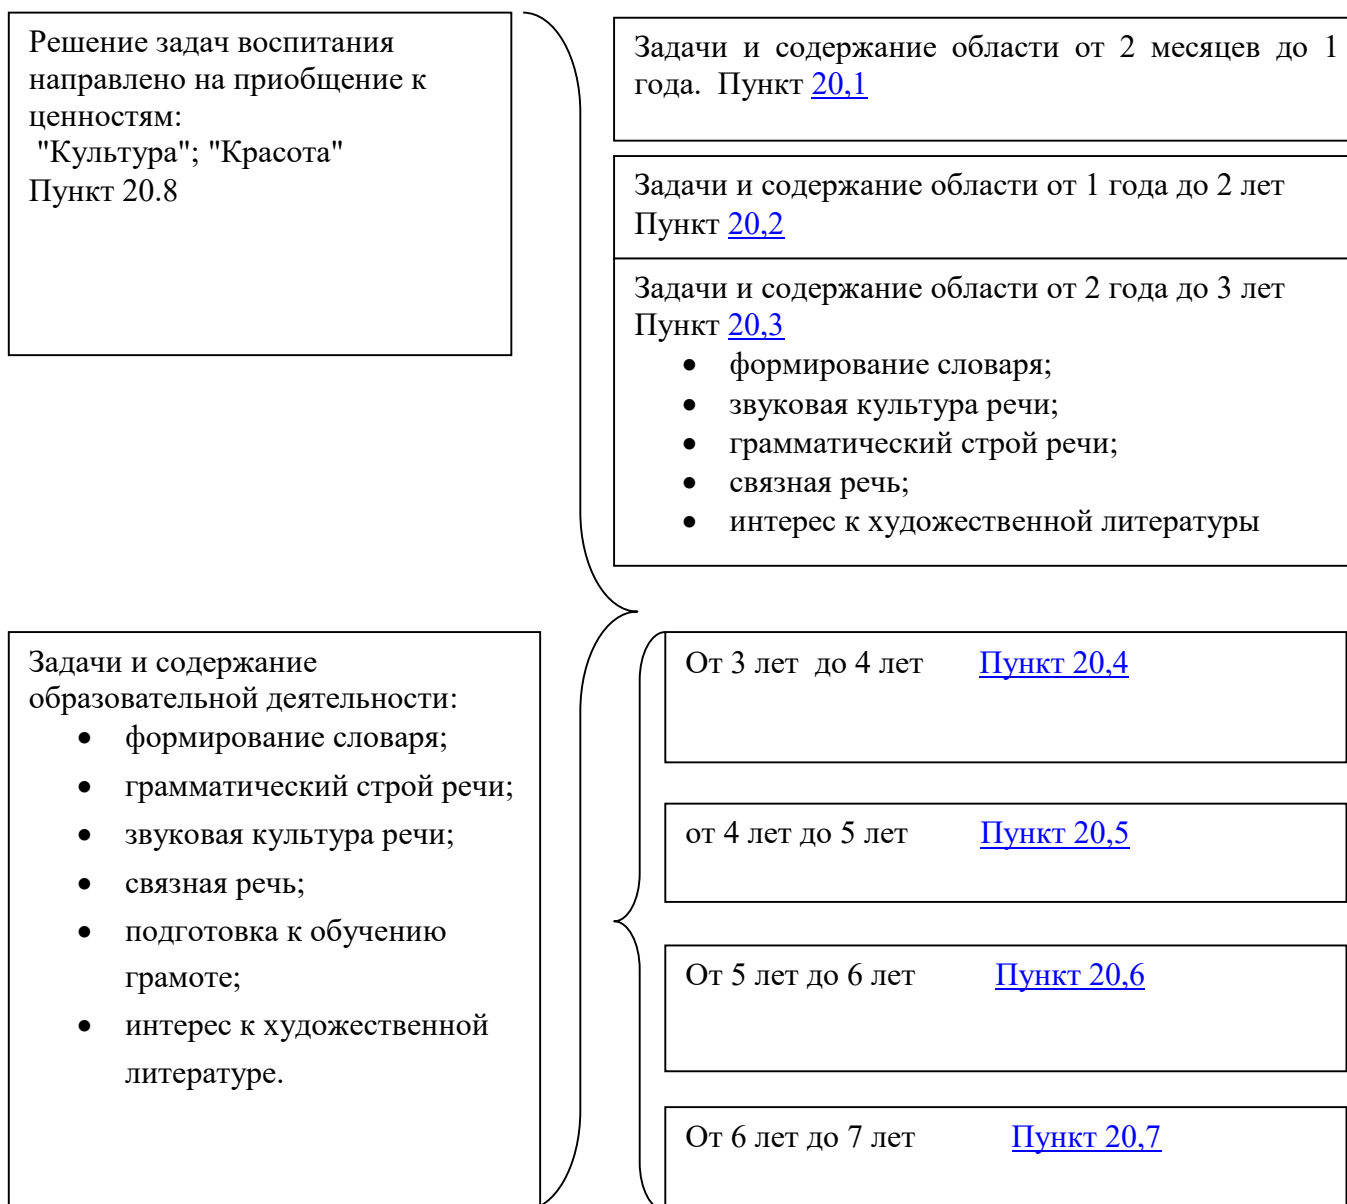 Решение задач воспитания
направлено на приобщение к
ценностям:
"Культура"; "Красота"
Пункт 20.8
Задачи и содержание области от 2 месяцев до 1
года. Пункт 20,1
Задачи и содержание области от 1 года до 2 лет
Пункт 20,2
Задачи и содержание области от 2 года до 3 лет
Пункт 20,3
• формирование словаря;
• звуковая культура речи;
• грамматический строй речи;
• связная речь;
• интерес к художественной литературы
Задачи и содержание
образовательной деятельности:
• формирование словаря;
• грамматический строй речи;
• звуковая культура речи;
• связная речь;
• подготовка к обучению
грамоте;
• интерес к художественной
литературе.
От 3 лет до 4 лет Пункт 20,4
от 4 лет до 5 лет Пункт 20,5
От 5 лет до 6 лет Пункт 20,6
От 6 лет до 7 лет Пункт 20,7